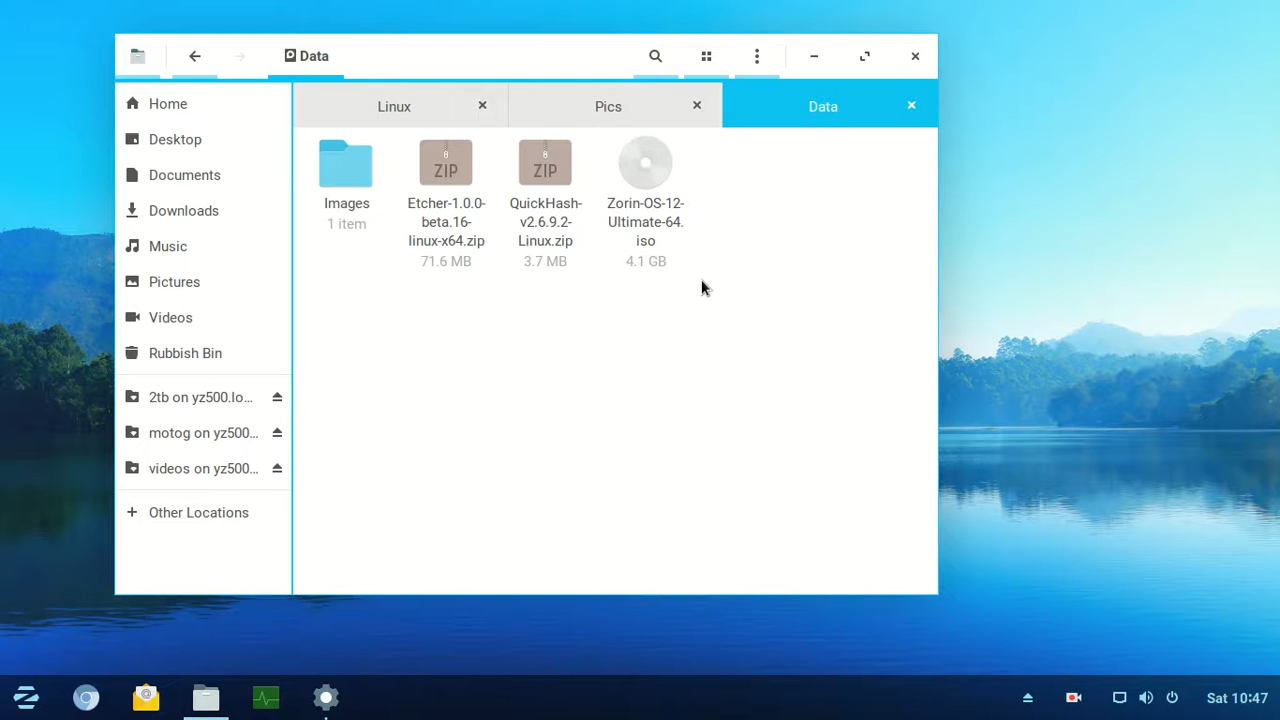 Data
Home
Desktop
Documents
Downloads
Music
Pictures
Videos
Rubbish Bin
2tb on yz500.lo...
motog on yz500...
videos on yz500...
Other Locations
Linux
Pics
Data
Images
1 item
ZIP
Etcher-1.0.0-
beta.16-
linux-x64.zip
71.6 MB
ZIP
QuickHash-
v2.6.9.2-
Linux.zip
3.7 MB
Zorin-OS-12-
Ultimate-64.
iso
4.1 GB
Sat 10:47